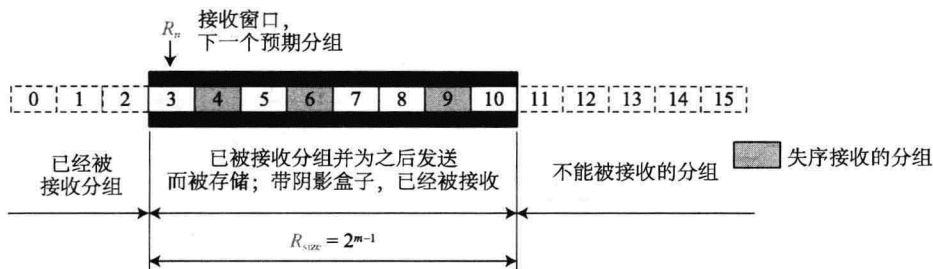 R_n 接收窗口，
下一个预期分组
0 1 2 3 4 5 6 7 8 9 10 11 12 13 14 15
已经被
接收分组
已被接收分组并为之后发送
而被存储；带阴影盒子，已经被接收
不能被接收的分组
失序接收的分组
R_size = 2^{m-1}